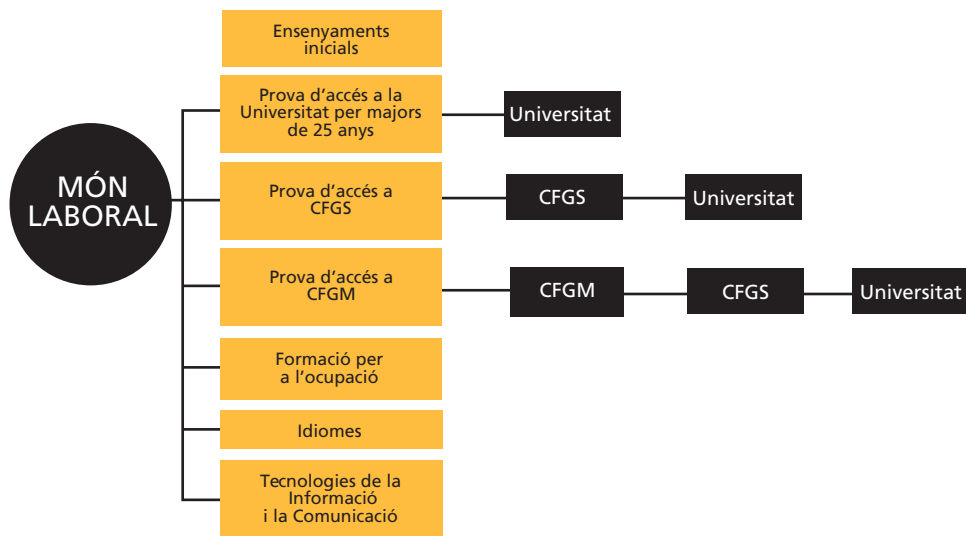 MÓN
LABORAL
Ensenyaments
inicials
Prova d'accés a la
Universitat per majors
de 25 anys
Universitat
Prova d'accés a
CFGS
CFGS
Universitat
Prova d'accés a
CFGM
CFGM
CFGS
Universitat
Formació per
a l'ocupació
Idiomes
Tecnologies de la
Informació
i la Comunicació